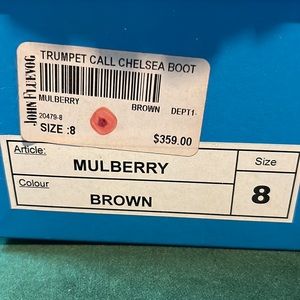 TRUMPET CALL CHELSEA BOOT
JOHN FLUEVOG
MULBERRY BROWN DEPT1-
20479-8
SIZE :8
$359.00
Article:
MULBERRY
Size
Colour
BROWN
8